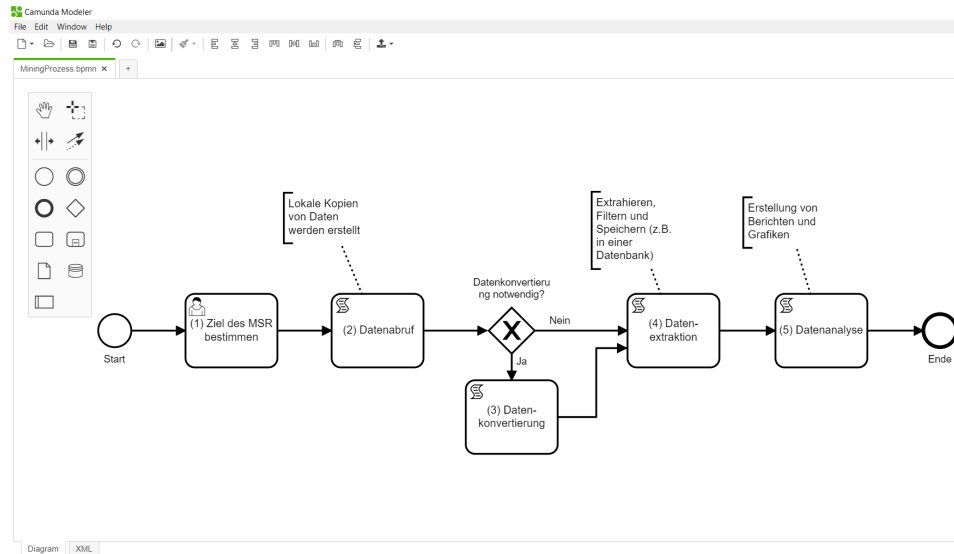 Camunda Modeler
File Edit Window Help
MiningProzess.bpmn × +
Lokale Kopien
von Daten
werden erstellt
Extrahieren,
Filtern und
Speichern (z.B.
in einer
Datenbank)
Erstellung von
Berichten und
Grafiken
Datenkonvertieru
ng notwendig?
Start
(1) Ziel des MSR
bestimmen
(2) Datenabruf
X
Nein
Ja
(3) Daten-
konvertierung
(4) Daten-
extraktion
(5) Datenanalyse
Ende
Diagram XML